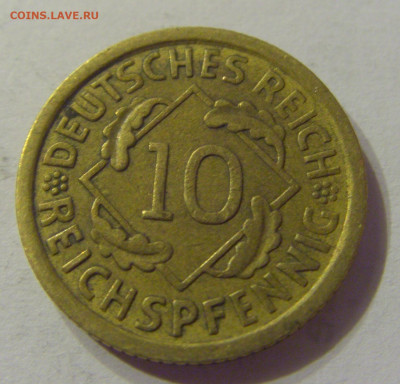 COINS.LAVE.RU
DEUTSCHES REICH
10
REICHSPFENNIG